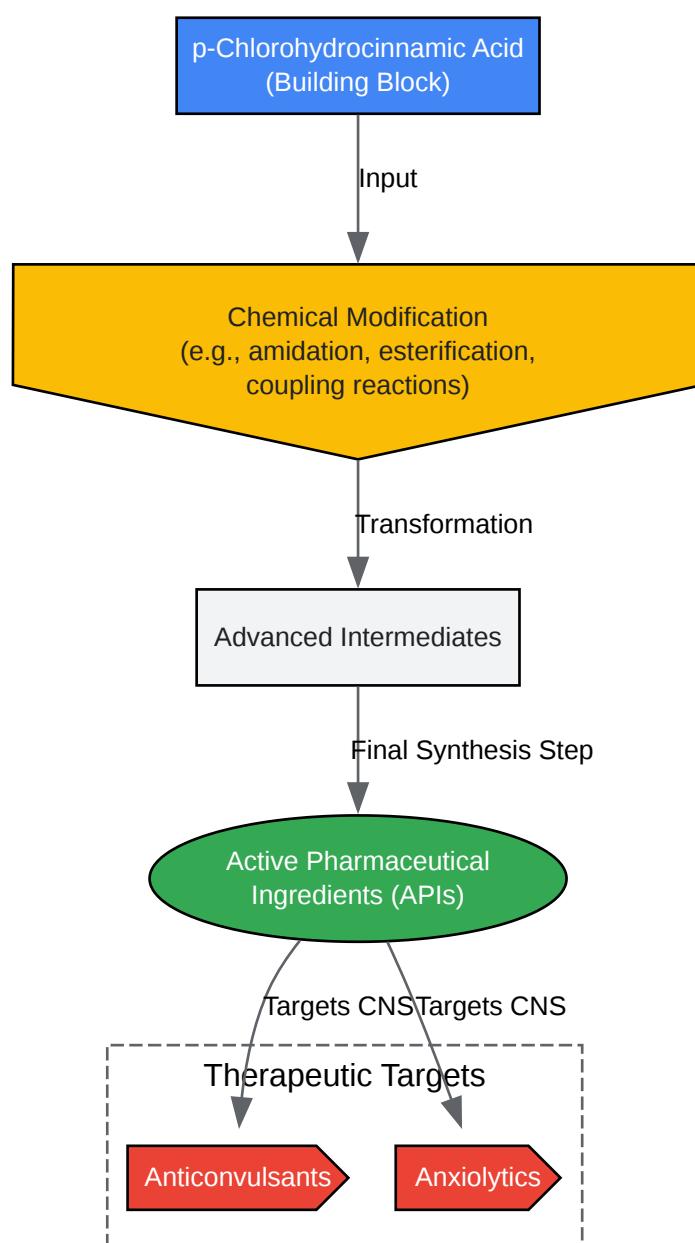 p-Chlorohydrocinnamic Acid
(Building Block)
Input
Chemical Modification
(e.g., amidation, esterification,
coupling reactions)
Transformation
Advanced Intermediates
Final Synthesis Step
Active Pharmaceutical
Ingredients (APIs)
Targets CNS
Targets CNS
Therapeutic Targets
Anticonvulsants
Anxiolytics